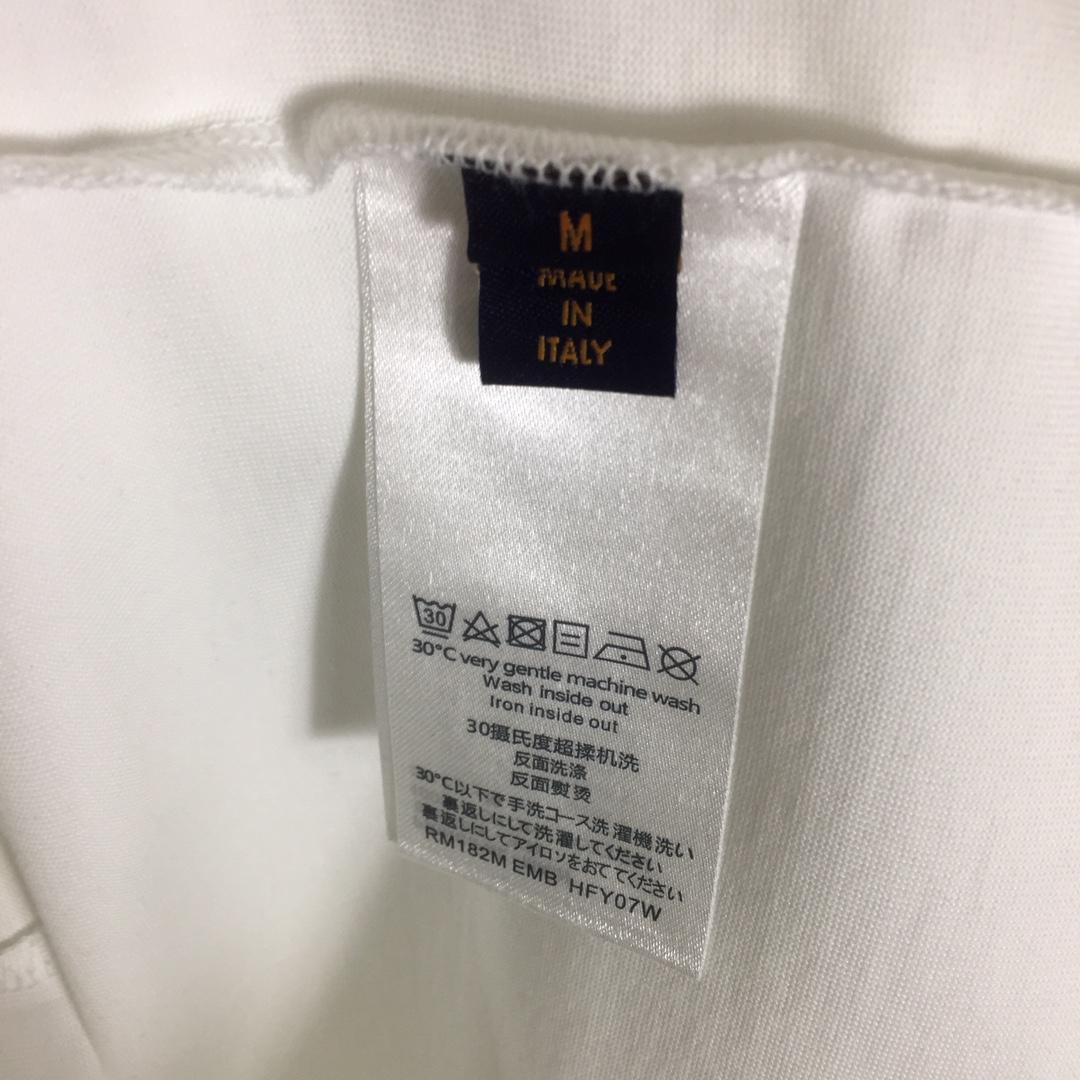 M
MADE
IN
ITALY
30
30°C very gentle machine wash
Wash inside out
Iron inside out
30摄氏度超揉机洗
反面洗涤
反面熨烫
30℃以下で手洗コース洗濯機洗い
裏返しにして洗濯してください
裏返しにしてアイロソをおててください
RM182M EMB HFY07W